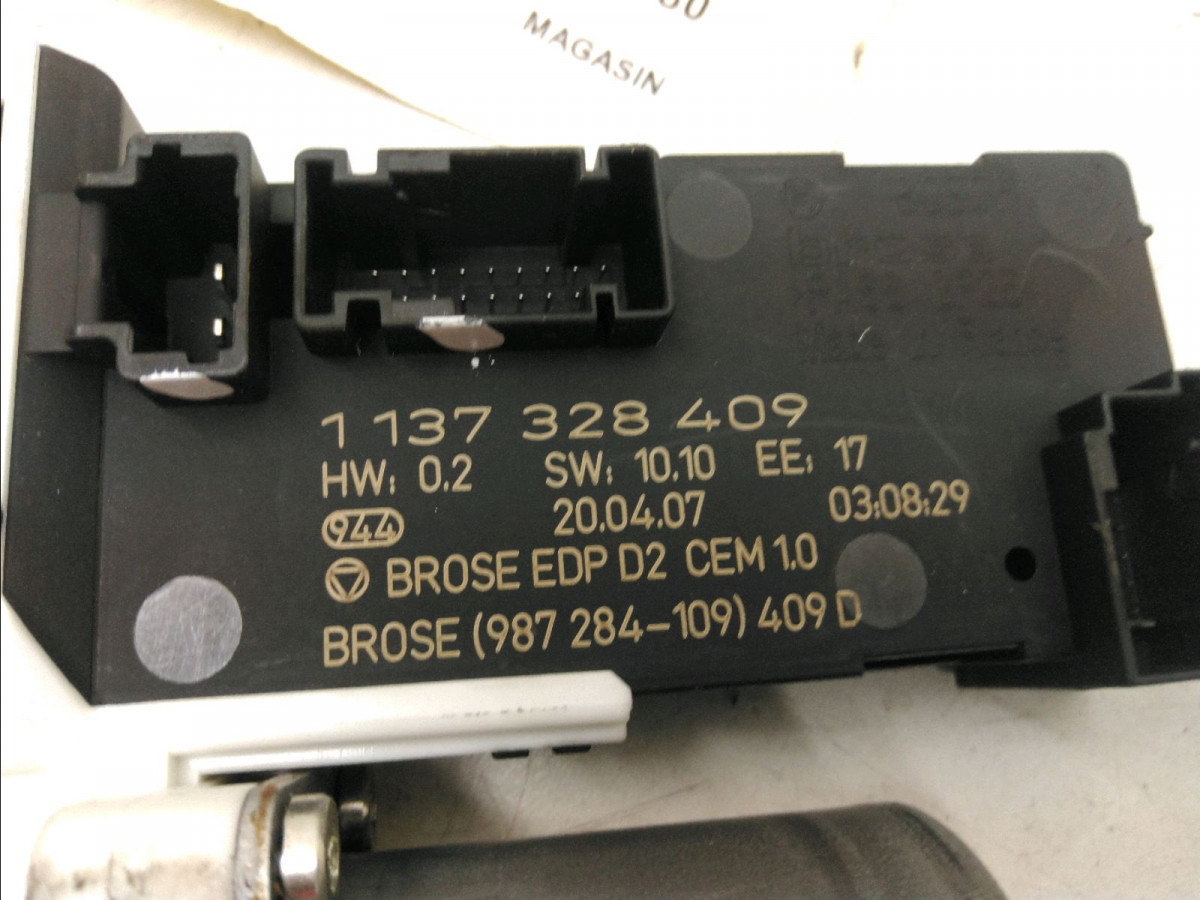 MAGASIN
1 137 328 409
HW: 0.2 SW: 10.10 EE: 17
944 20.04.07 03:08:29
BROSE EDP D2 CEM 1.0
BROSE (987 284-109) 409 D